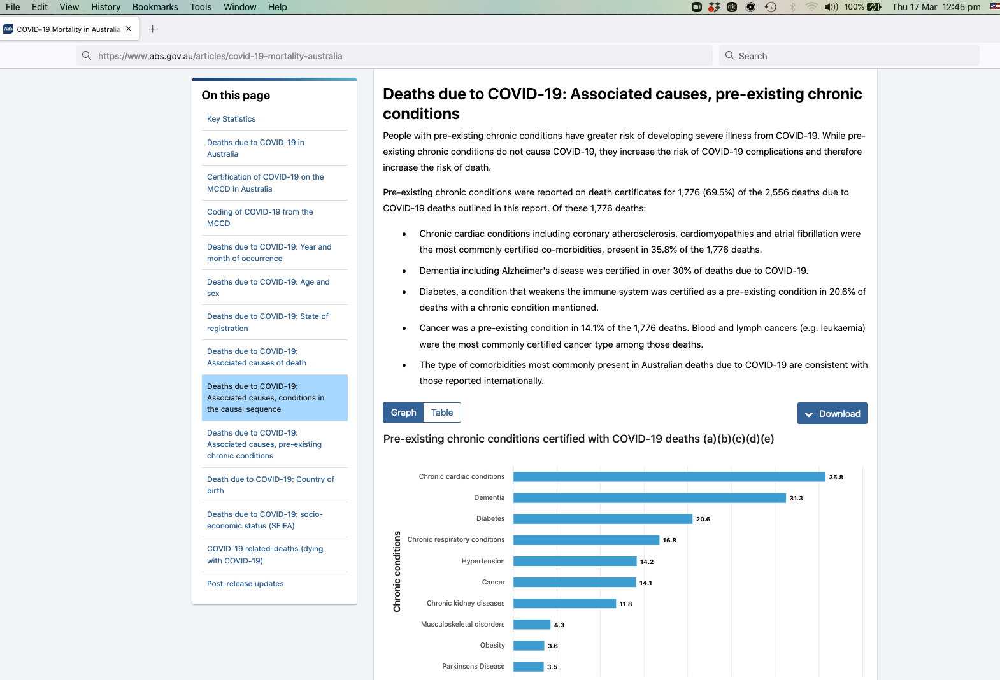 File Edit View History Bookmarks Tools Window Help
1 mk 100% Thu 17 Mar 12:45 pm
ABS COVID-19 Mortality in Australia
https://www.abs.gov.au/articles/covid-19-mortality-australia
Search
On this page
Key Statistics
Deaths due to COVID-19 in
Australia
Certification of COVID-19 on the
MCCD in Australia
Coding of COVID-19 from the
MCCD
Deaths due to COVID-19: Year and
month of occurrence
Deaths due to COVID-19: Age and
sex
Deaths due to COVID-19: State of
registration
Deaths due to COVID-19:
Associated causes of death
Deaths due to COVID-19:
Associated causes, conditions in
the causal sequence
Deaths due to COVID-19:
Associated causes, pre-existing
chronic conditions
Death due to COVID-19: Country of
birth
Deaths due to COVID-19: socio-
economic status (SEIFA)
COVID-19 related-deaths (dying
with COVID-19)
Post-release updates
Deaths due to COVID-19: Associated causes, pre-existing chronic
conditions
People with pre-existing chronic conditions have greater risk of developing severe illness from COVID-19. While pre-
existing chronic conditions do not cause COVID-19, they increase the risk of COVID-19 complications and therefore
increase the risk of death.
Pre-existing chronic conditions were reported on death certificates for 1,776 (69.5%) of the 2,556 deaths due to
COVID-19 deaths outlined in this report. Of these 1,776 deaths:
• Chronic cardiac conditions including coronary atherosclerosis, cardiomyopathies and atrial fibrillation were
the most commonly certified co-morbidities, present in 35.8% of the 1,776 deaths.
• Dementia including Alzheimer's disease was certified in over 30% of deaths due to COVID-19.
• Diabetes, a condition that weakens the immune system was certified as a pre-existing condition in 20.6% of
deaths with a chronic condition mentioned.
• Cancer was a pre-existing condition in 14.1% of the 1,776 deaths. Blood and lymph cancers (e.g. leukaemia)
were the most commonly certified cancer type among those deaths.
• The type of comorbidities most commonly present in Australian deaths due to COVID-19 are consistent with
those reported internationally.
Graph Table
Download
Pre-existing chronic conditions certified with COVID-19 deaths (a)(b)(c)(d)(e)
Chronic conditions
Chronic cardiac conditions 35.8
Dementia 31.3
Diabetes 20.6
Chronic respiratory conditions 16.8
Hypertension 14.2
Cancer 14.1
Chronic kidney diseases 11.8
Musculoskeletal disorders 4.3
Obesity 3.6
Parkinsons Disease 3.5